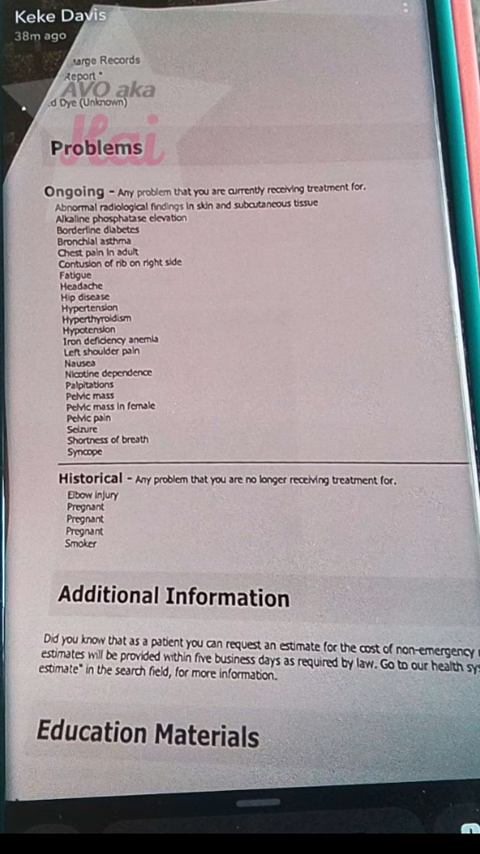 Keke Davis
38m ago
arge Records
Report "
AVO aka
d Dye (Unknown)
Hai
Problems
Ongoing - Any problem that you are currently receiving treatment for.
Abnormal radiological findings in skin and subcutaneous tissue
Alkaline phosphatase elevation
Borderline diabetes
Bronchial asthma
Chest pain in adult
Contusion of rib on right side
Fatigue
Headache
Hip disease
Hypertension
Hyperthyroidism
Hypotension
Iron deficiency anemia
Left shoulder pain
Nausea
Nicotine dependence
Palpitations
Pelvic mass
Pelvic mass in female
Pelvic pain
Seizure
Shortness of breath
Syncope
Historical - Any problem that you are no longer receiving treatment for.
Elbow injury
Pregnant
Pregnant
Pregnant
Smoker
Additional Information
Did you know that as a patient you can request an estimate for the cost of non-emergency
estimates will be provided within five business days as required by law. Go to our health sy
estimate" in the search field, for more information.
Education Materials